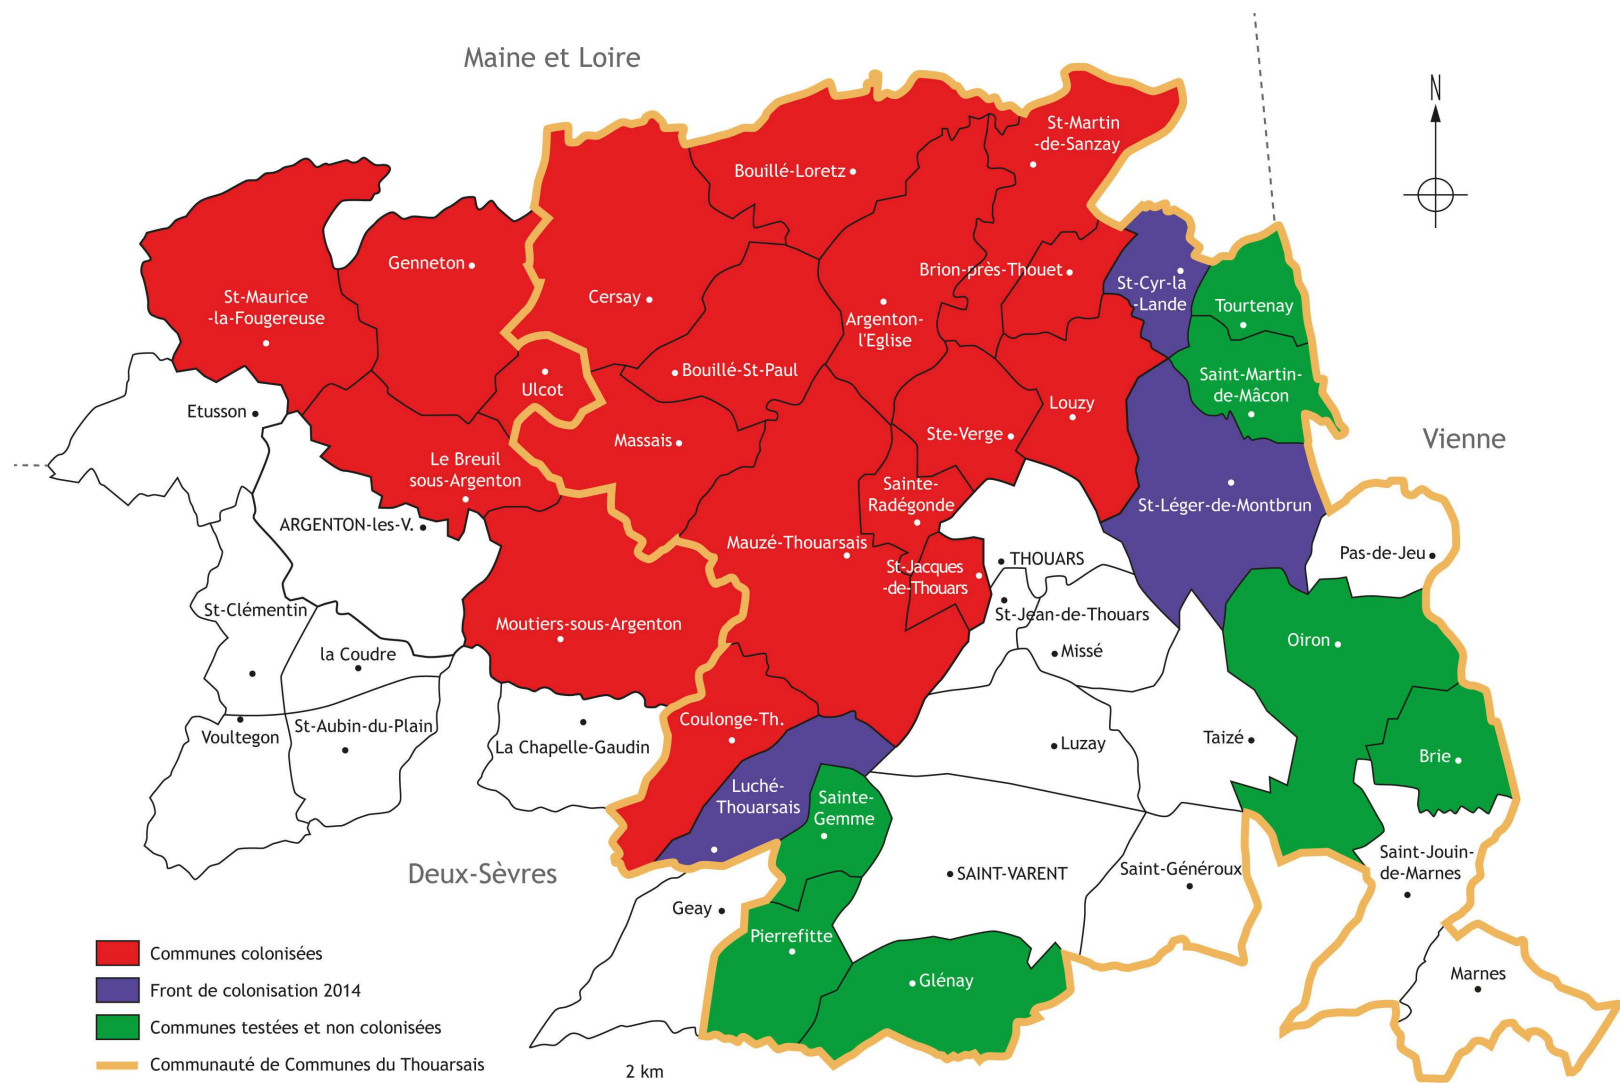 Maine et Loire
N
St-Martin
-de-Sanzay
Bouillé-Loretz
Genneton
Brion-près-Thouet
St-Cyr-la
-Lande
St-Maurice
-la-Fougereuse
Cersay
Tourtenay
Argenton-
l'Eglise
Bouillé-St-Paul
Ulcot
Saint-Martin-
de-Mâcon
Etusson
Louzy
Massais
Ste-Verge
Vienne
Le Breuil
sous-Argenton
Sainte-
Radégonde
St-Léger-de-Montbrun
ARGENTON-les-V.
Mauzé-Thouarsais
THOUARS
Pas-de-Jeu
St-Jacques
-de-Thouars
St-Clémentin
St-Jean-de-Thouars
Moutiers-sous-Argenton
Oiron
la Coudre
Missé
Coulonge-Th.
St-Aubin-du-Plain
Voultegon
La Chapelle-Gaudin
Luzay
Taizé
Brie
Luché-
Thouarsais
Sainte-
Gemme
Saint-Jouin-
de-Marnes
Deux-Sèvres
SAINT-VARENT
Saint-Généroux
Geay
Pierrefitte
Glénay
Marnes
Communes colonisées
Front de colonisation 2014
Communes testées et non colonisées
Communauté de Communes du Thouarsais
2 km